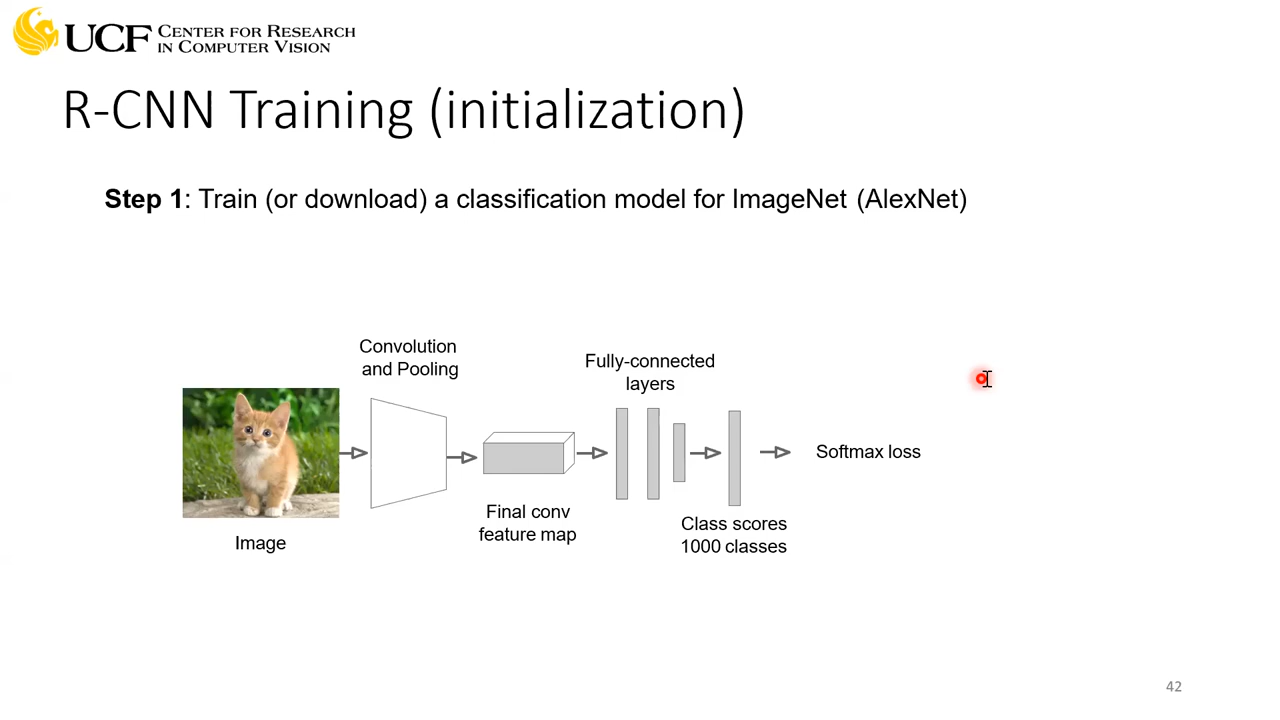 UCF CENTER FOR RESEARCH
IN COMPUTER VISION
R-CNN Training (initialization)
Step 1: Train (or download) a classification model for ImageNet (AlexNet)
Convolution
and Pooling
Fully-connected
layers
Softmax loss
Final conv
feature map
Class scores
1000 classes
Image
42